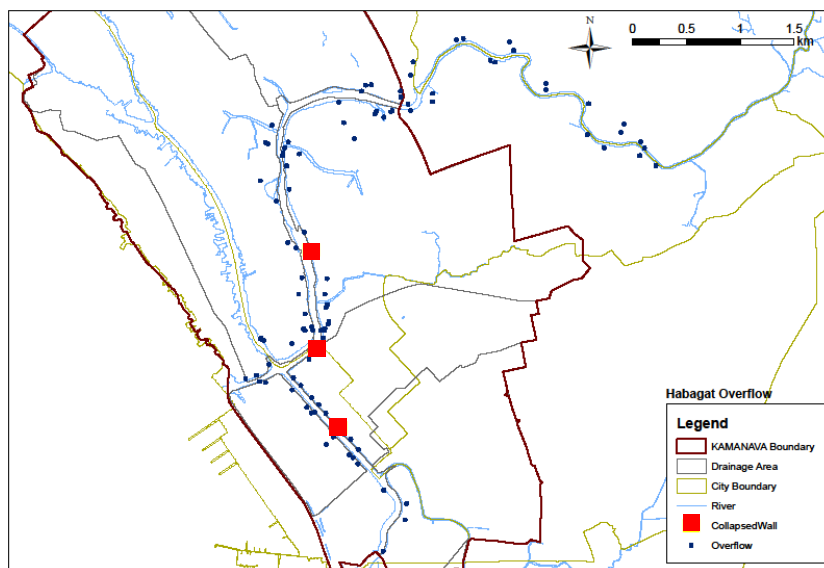 N
0 0.5 1 1.5
km
Habagat Overflow
Legend
KAMANAVA Boundary
Drainage Area
City Boundary
River
CollapsedWall
Overflow